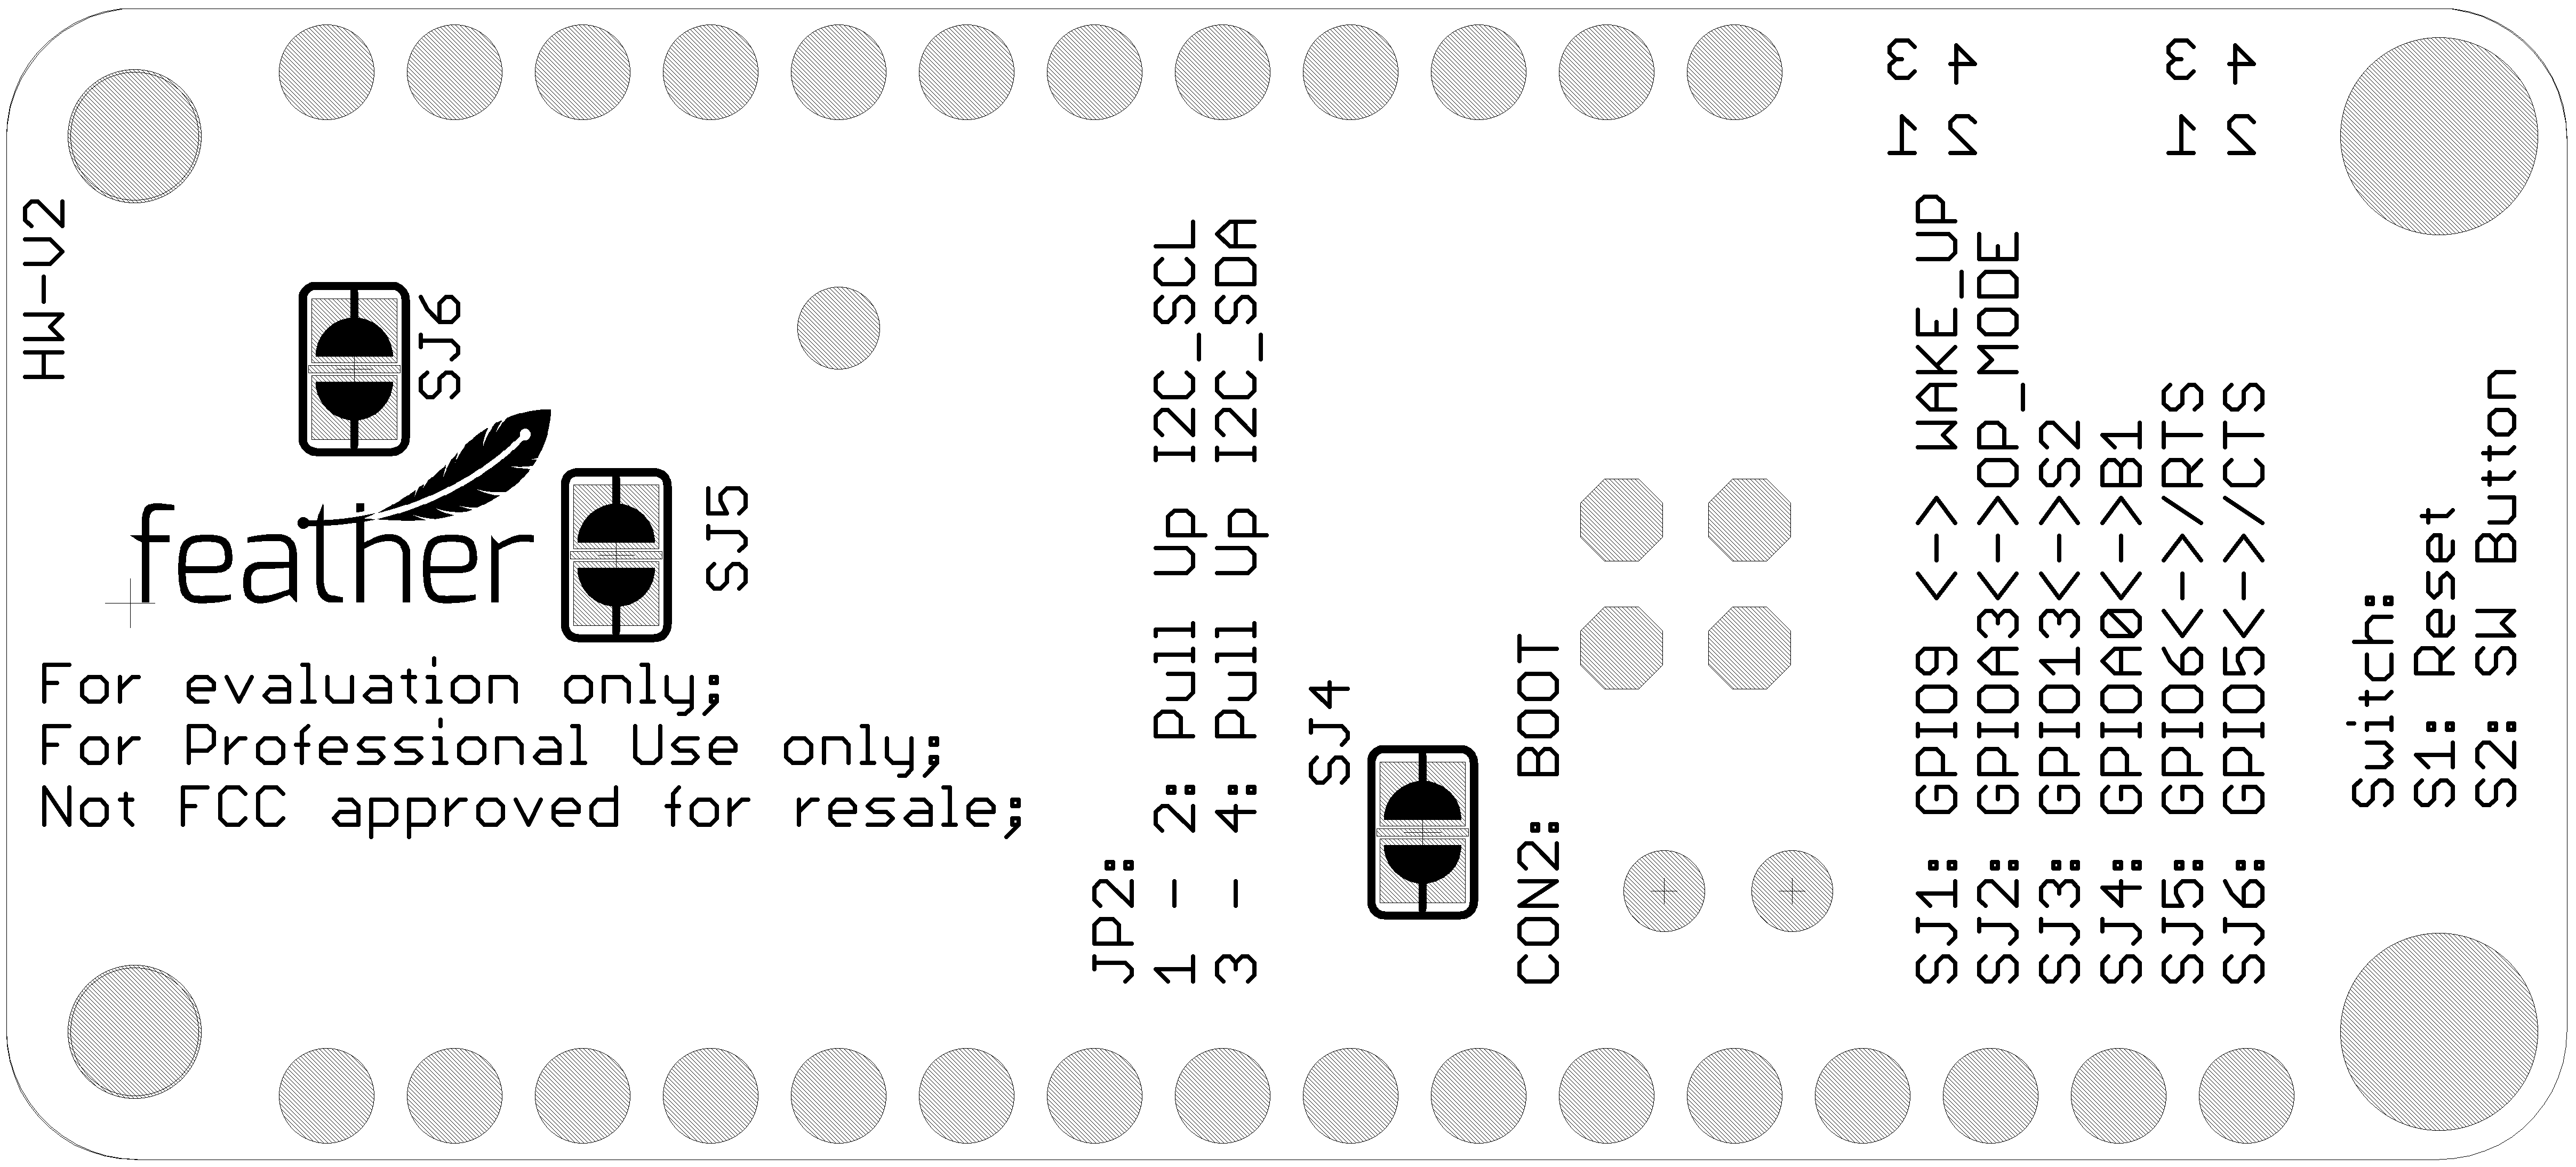 HW-V2
SJ6
feather
SJ5
For evaluation only;
For Professional Use only;
Not FCC approved for resale;
JP2:
1 - 2: Pull Up I2C_SCL
3 - 4: Pull Up I2C_SDA
SJ4
CON2: BOOT
3 4
1 2
3 4
1 2
SJ1: GPIO9 <-> WAKE_UP
SJ2: GPIOA3<->OP_MODE
SJ3: GPIO13<->S2
SJ4: GPIOA0<->B1
SJ5: GPIO6<->/RTS
SJ6: GPIO5<->/CTS
Switch:
S1: Reset
S2: SW Button